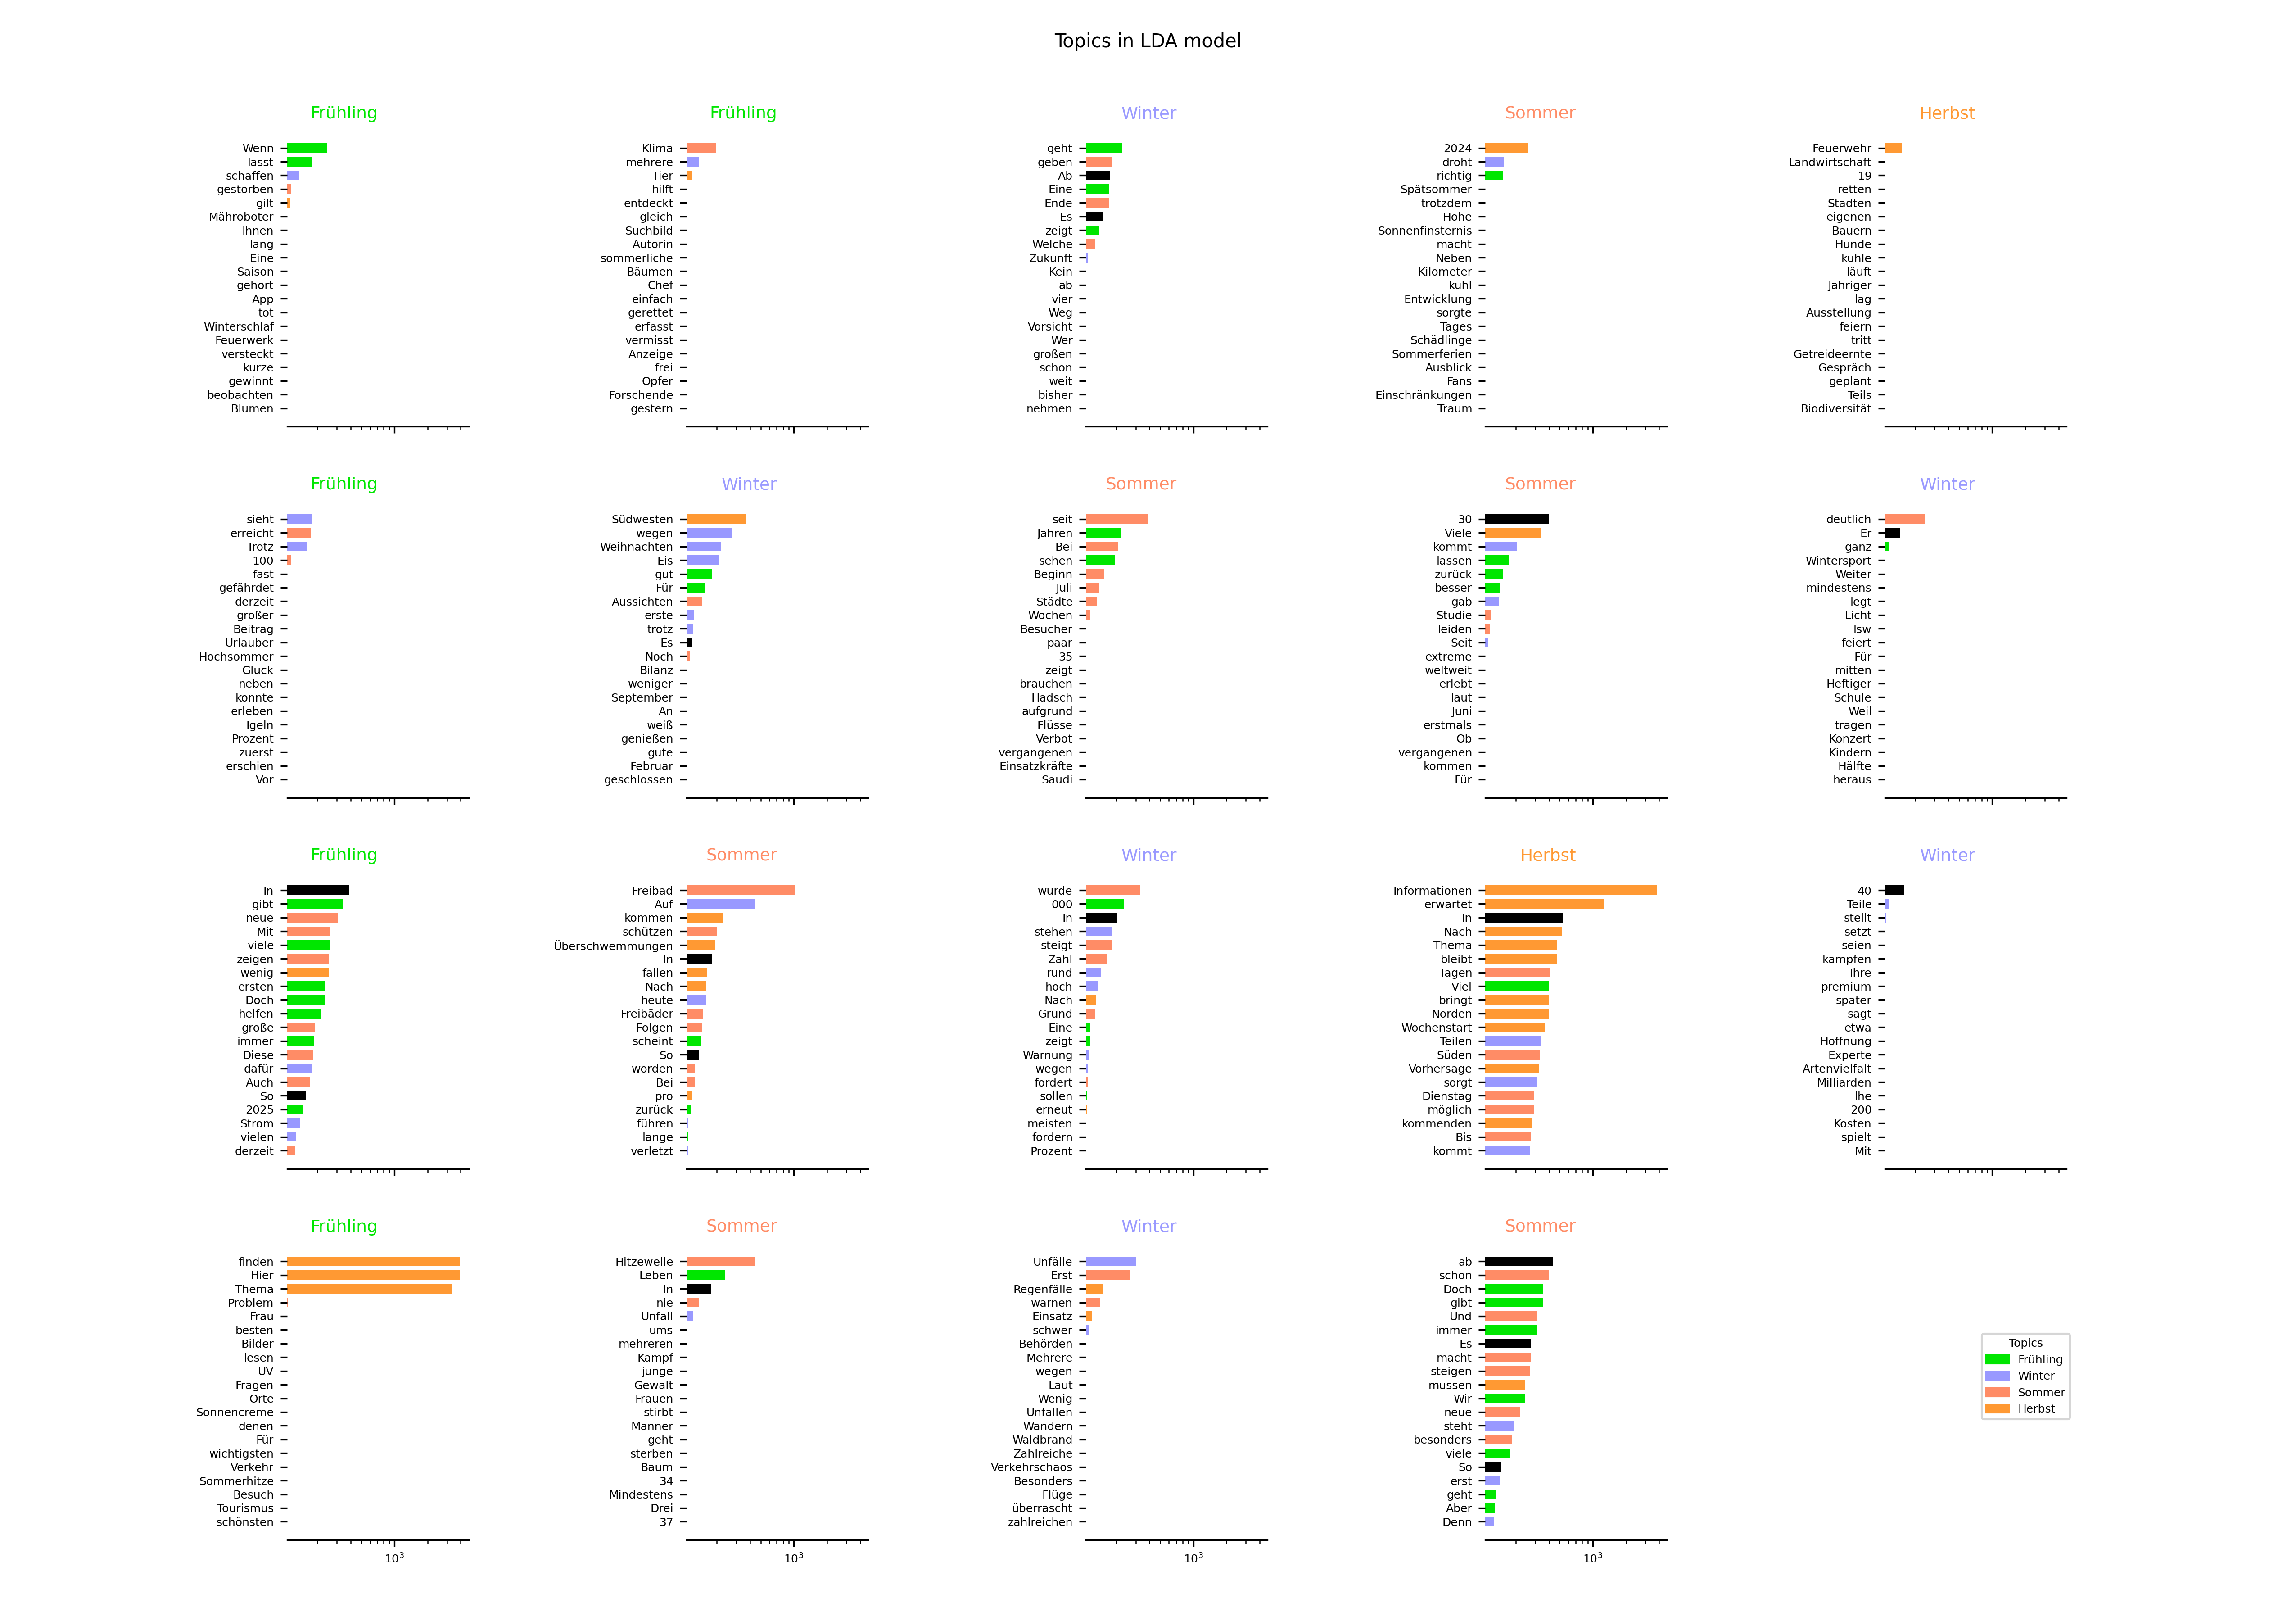 Topics in LDA model
Frühling
Wenn
lässt
schaffen
gestorben
gilt
Mähroboter
Ihnen
lang
Eine
Saison
gehört
App
tot
Winterschlaf
Feuerwerk
versteckt
kurze
gewinnt
beobachten
Blumen
Frühling
Klima
mehrere
Tier
hilft
entdeckt
gleich
Suchbild
Autorin
sommerliche
Bäumen
Chef
einfach
gerettet
erfasst
vermisst
Anzeige
frei
Opfer
Forschende
gestern
Winter
geht
geben
Ab
Eine
Ende
Es
zeigt
Welche
Zukunft
Kein
ab
vier
Weg
Vorsicht
Wer
großen
schon
weit
bisher
nehmen
Sommer
2024
droht
richtig
Spätsommer
trotzdem
Hohe
Sonnenfinsternis
macht
Neben
Kilometer
kühl
Entwicklung
sorgte
Tages
Schädlinge
Sommerferien
Ausblick
Fans
Einschränkungen
Traum
Herbst
Feuerwehr
Landwirtschaft
19
retten
Städten
eigenen
Bauern
Hunde
kühle
läuft
Jähriger
lag
Ausstellung
feiern
tritt
Getreideernte
Gespräch
geplant
Teils
Biodiversität
Frühling
sieht
erreicht
Trotz
100
fast
gefährdet
derzeit
großer
Beitrag
Urlauber
Hochsommer
Glück
neben
konnte
erleben
Igeln
Prozent
zuerst
erschien
Vor
Winter
Südwesten
wegen
Weihnachten
Eis
gut
Für
Aussichten
erste
trotz
Es
Noch
Bilanz
weniger
September
An
weiß
genießen
gute
Februar
geschlossen
Sommer
seit
Jahren
Bei
sehen
Beginn
Juli
Städte
Wochen
Besucher
paar
35
zeigt
brauchen
Hadsch
aufgrund
Flüsse
Verbot
vergangenen
Einsatzkräfte
Saudi
Sommer
30
Viele
kommt
lassen
zurück
besser
gab
Studie
leiden
Seit
extreme
weltweit
erlebt
laut
Juni
erstmals
Ob
vergangenen
kommen
Für
Winter
deutlich
Er
ganz
Wintersport
Weiter
mindestens
legt
Licht
lsw
feiert
Für
mitten
Heftiger
Schule
Weil
tragen
Konzert
Kindern
Hälfte
heraus
Frühling
In
gibt
neue
Mit
viele
zeigen
wenig
ersten
Doch
helfen
große
immer
Diese
dafür
Auch
So
2025
Strom
vielen
derzeit
Sommer
Freibad
Auf
kommen
schützen
Überschwemmungen
In
fallen
Nach
heute
Freibäder
Folgen
scheint
So
worden
Bei
pro
zurück
führen
lange
verletzt
Winter
wurde
000
In
stehen
steigt
Zahl
rund
hoch
Nach
Grund
Eine
zeigt
Warnung
wegen
fordert
sollen
erneut
meisten
fordern
Prozent
Herbst
Informationen
erwartet
In
Nach
Thema
bleibt
Tagen
Viel
bringt
Norden
Wochenstart
Teilen
Süden
Vorhersage
sorgt
Dienstag
möglich
kommenden
Bis
kommt
Winter
40
Teile
stellt
setzt
seien
kämpfen
Ihre
premium
später
sagt
etwa
Hoffnung
Experte
Artenvielfalt
Milliarden
Ihe
200
Kosten
spielt
Mit
Frühling
finden
Hier
Thema
Problem
Frau
besten
Bilder
lesen
UV
Fragen
Orte
Sonnencreme
denen
Für
wichtigsten
Verkehr
Sommerhitze
Besuch
Tourismus
schönsten
10³
Sommer
Hitzewelle
Leben
In
nie
Unfall
ums
mehreren
Kampf
junge
Gewalt
Frauen
stirbt
Männer
geht
sterben
Baum
34
Mindestens
Drei
37
10³
Winter
Unfälle
Erst
Regenfälle
warnen
Einsatz
schwer
Behörden
Mehrere
wegen
Laut
Wenig
Unfällen
Wandern
Waldbrand
Zahlreiche
Verkehrschaos
Besonders
Flüge
überrascht
zahlreichen
10³
Sommer
ab
schon
Doch
gibt
Und
immer
Es
macht
steigen
müssen
Wir
neue
steht
besonders
viele
So
erst
geht
Aber
Denn
10³
Topics
Frühling
Winter
Sommer
Herbst